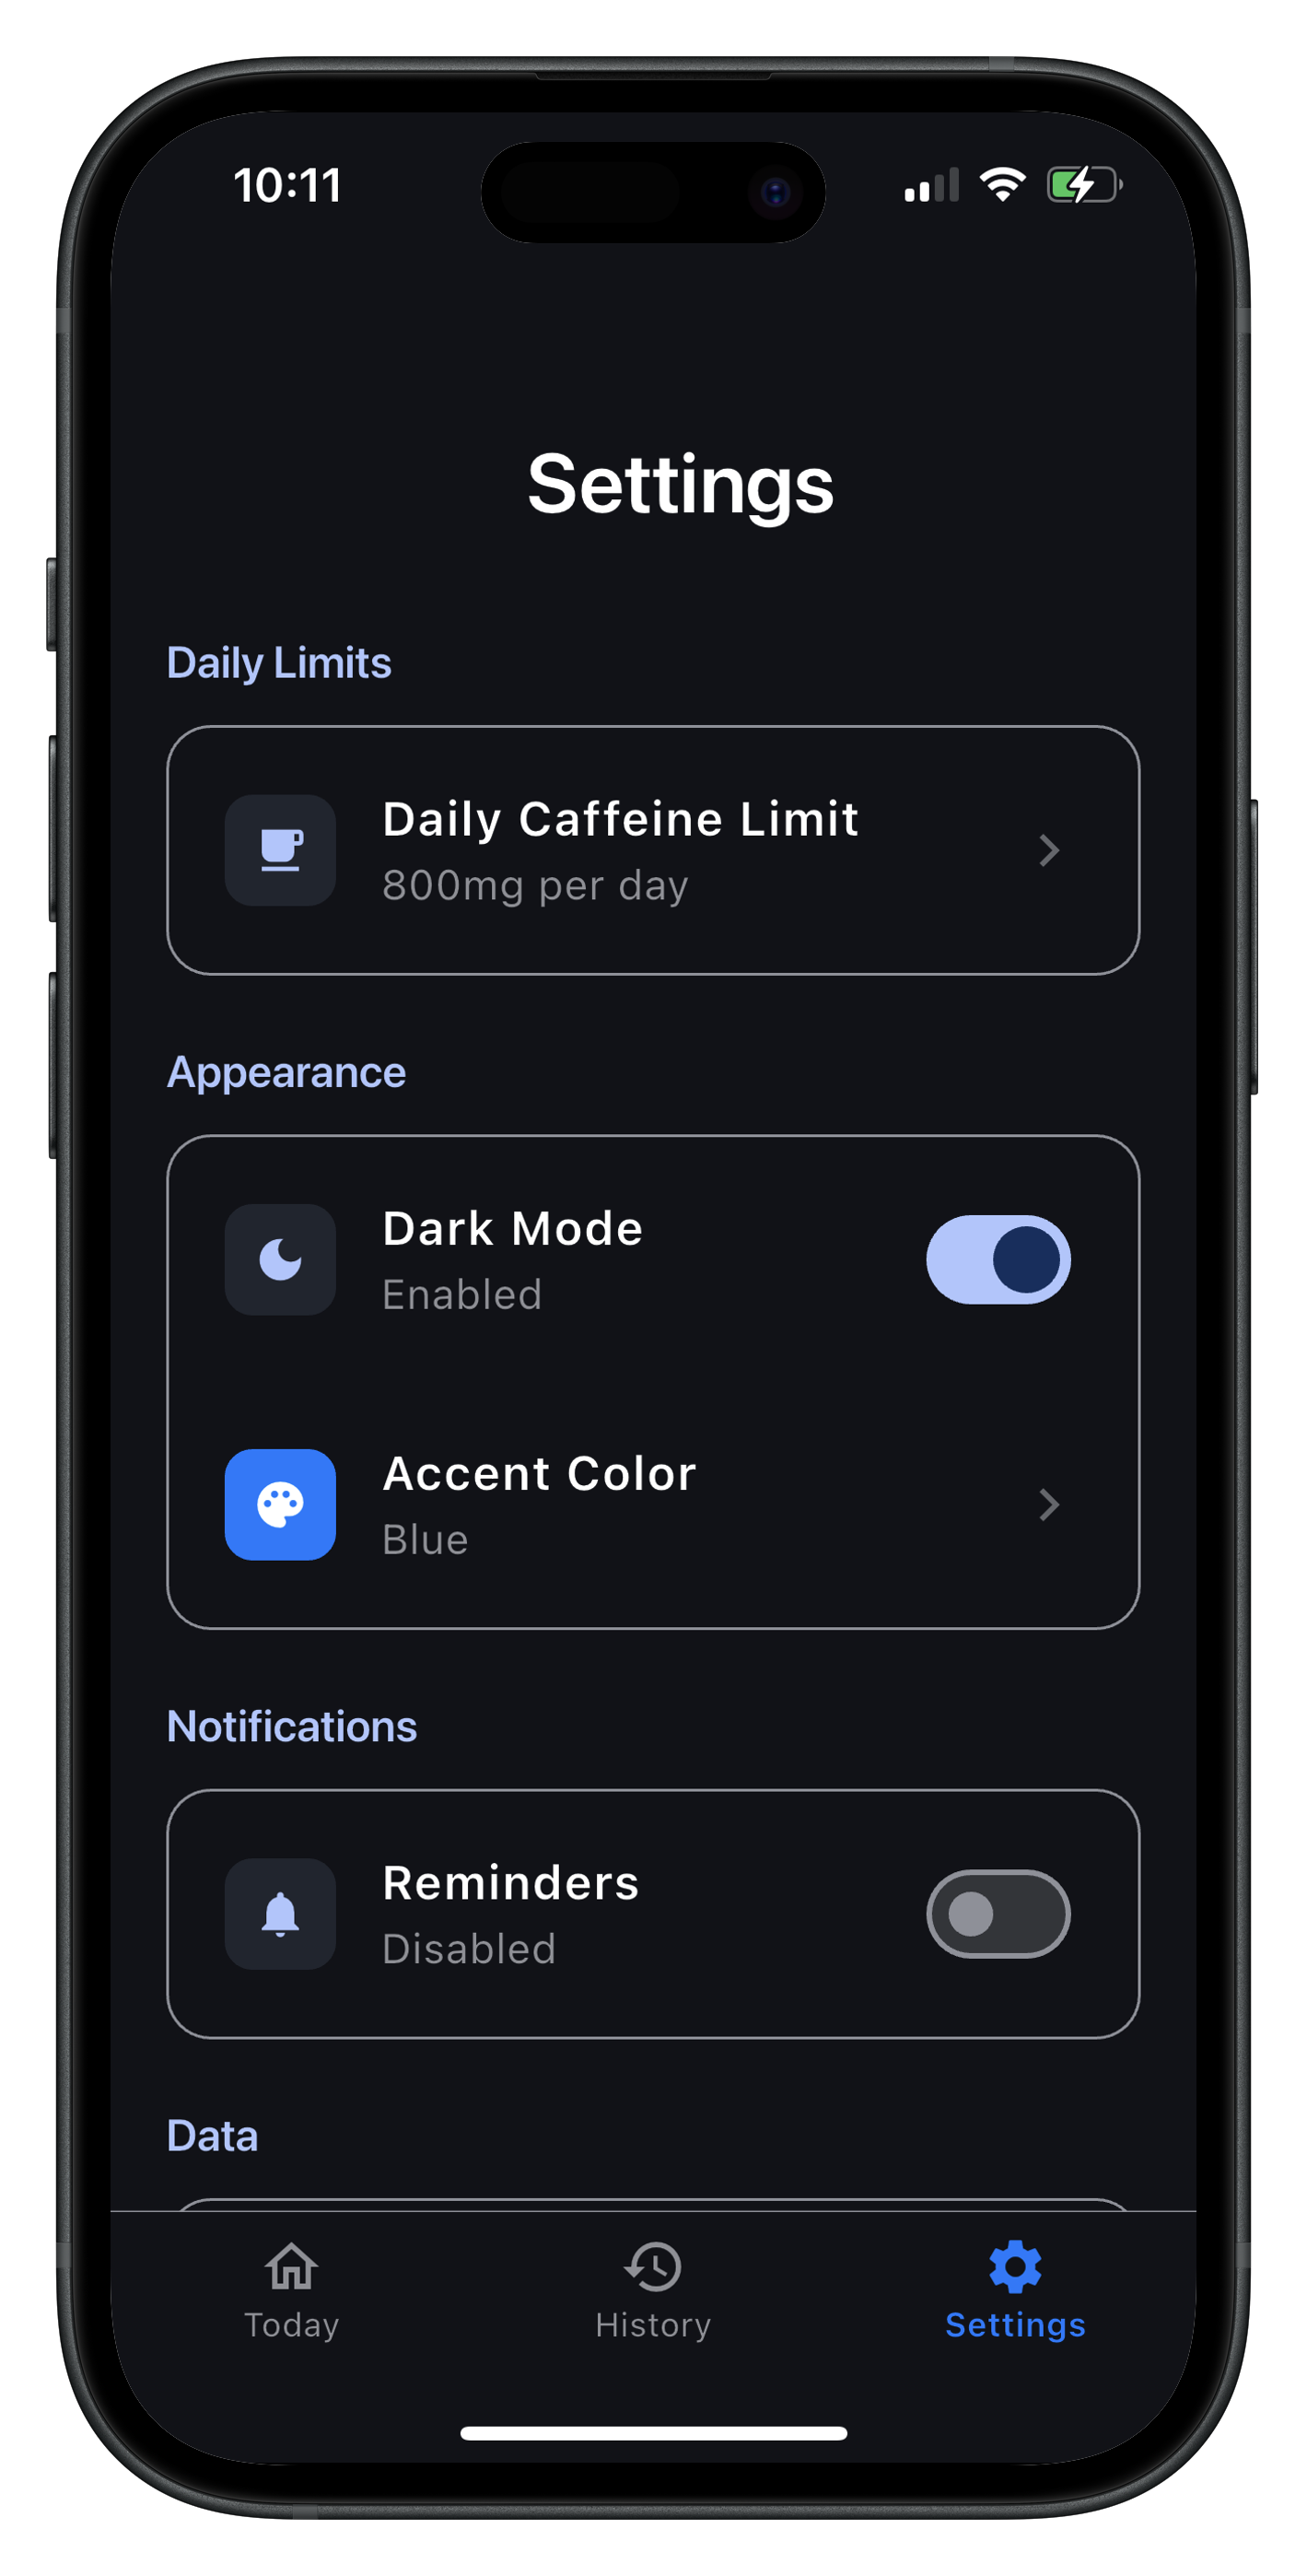 10:11
Settings
Daily Limits
Daily Caffeine Limit
800mg per day
Appearance
Dark Mode
Enabled
Accent Color
Blue
Notifications
Reminders
Disabled
Data
Today
History
Settings